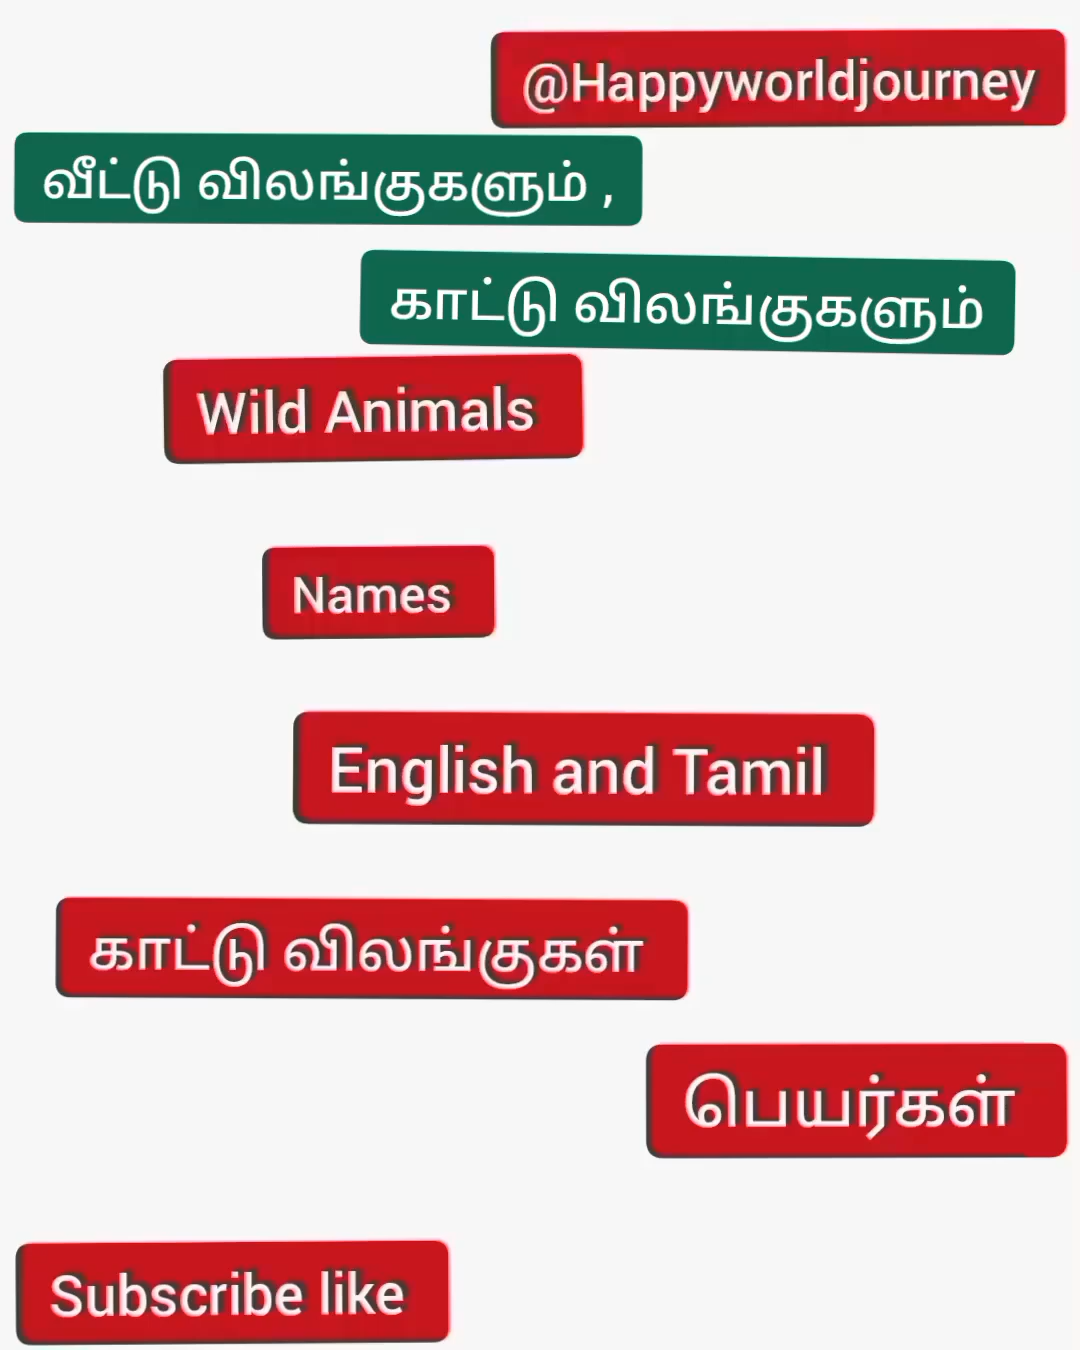 @Happyworldjourney
வீட்டு விலங்குகளும் ,
காட்டு விலங்குகளும்
Wild Animals
Names
English and Tamil
காட்டு விலங்குகள்
பெயர்கள்
Subscribe like